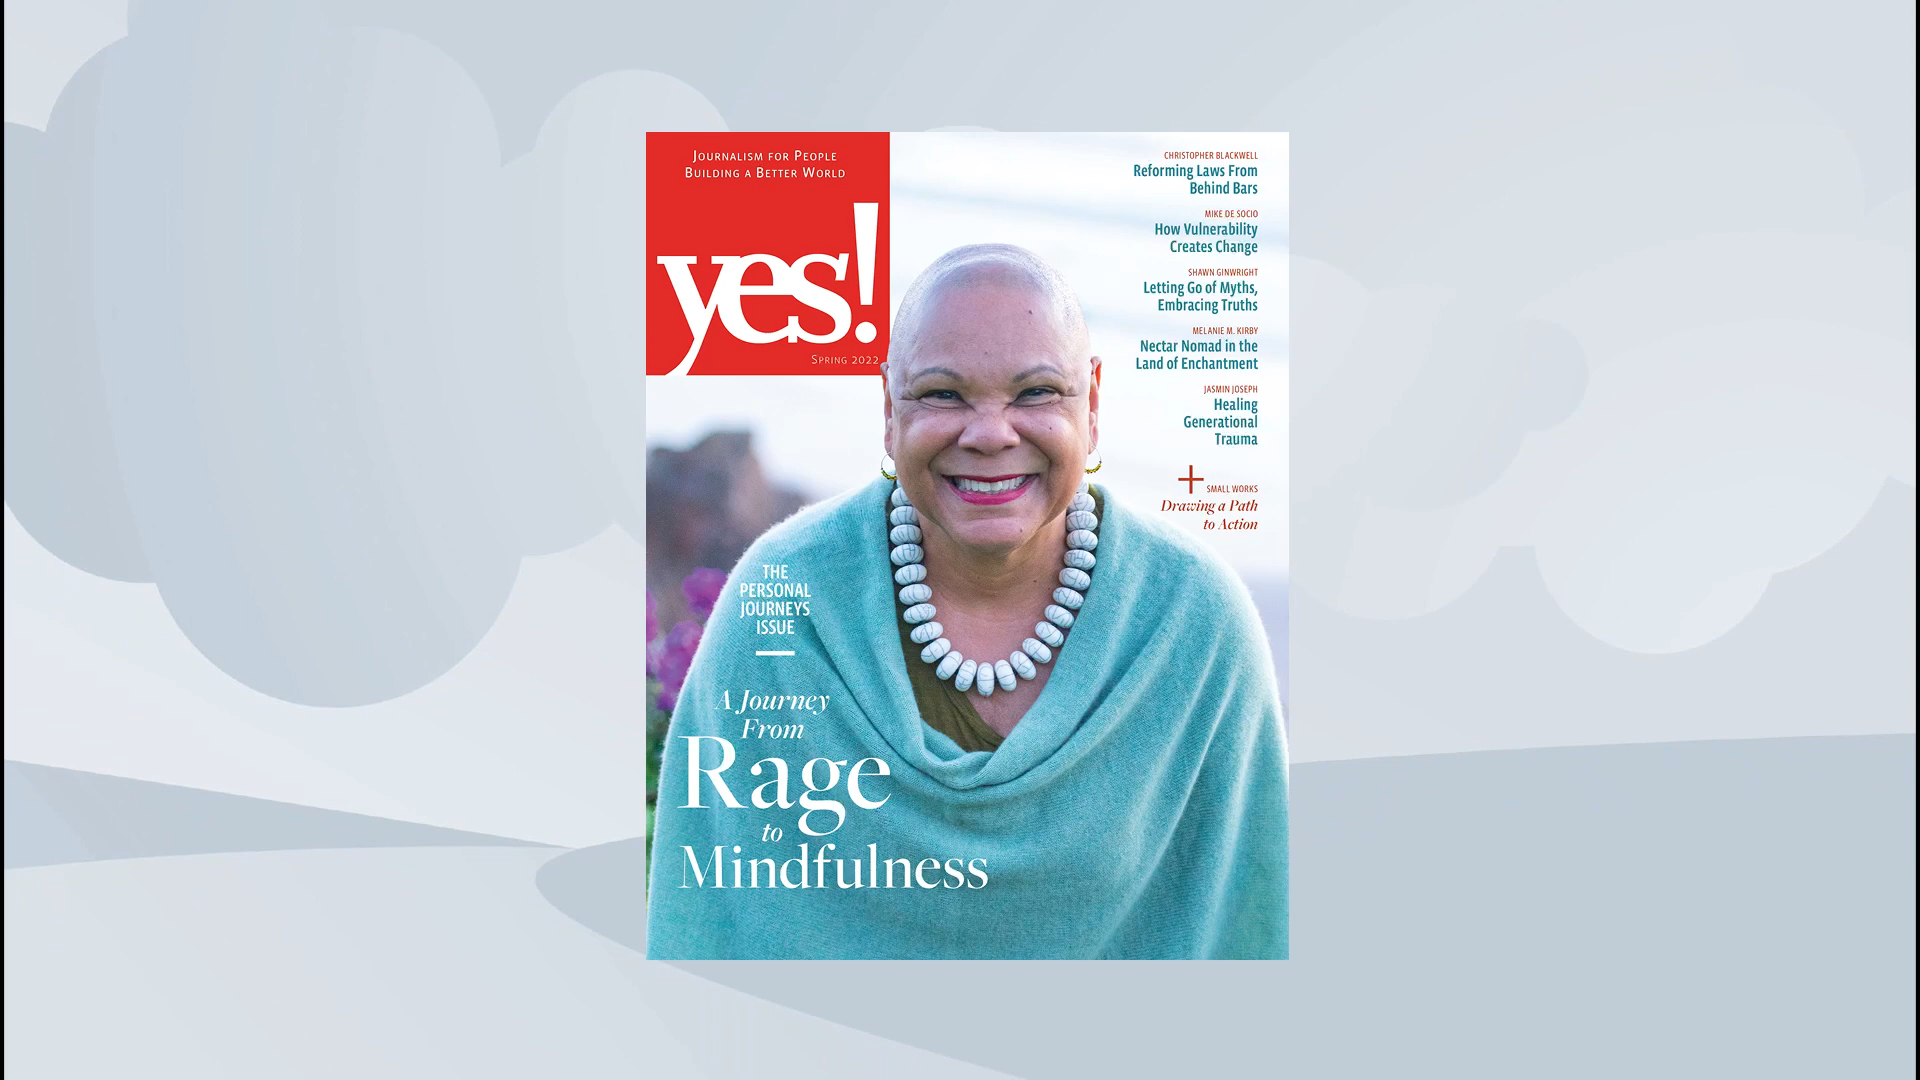 Journalism for People
Building a Better World
yes!
Spring 2022
CHRISTOPHER BLACKWELL
Reforming Laws From
Behind Bars
MIKE DE SOCIO
How Vulnerability
Creates Change
SHAWN GINWRIGHT
Letting Go of Myths,
Embracing Truths
MELANIE M. KIRBY
Nectar Nomad in the
Land of Enchantment
JASMIN JOSEPH
Healing
Generational
Trauma
+ SMALL WORKS
Drawing a Path
to Action
THE
PERSONAL
JOURNEYS
ISSUE
A Journey
From
Rage
to
Mindfulness